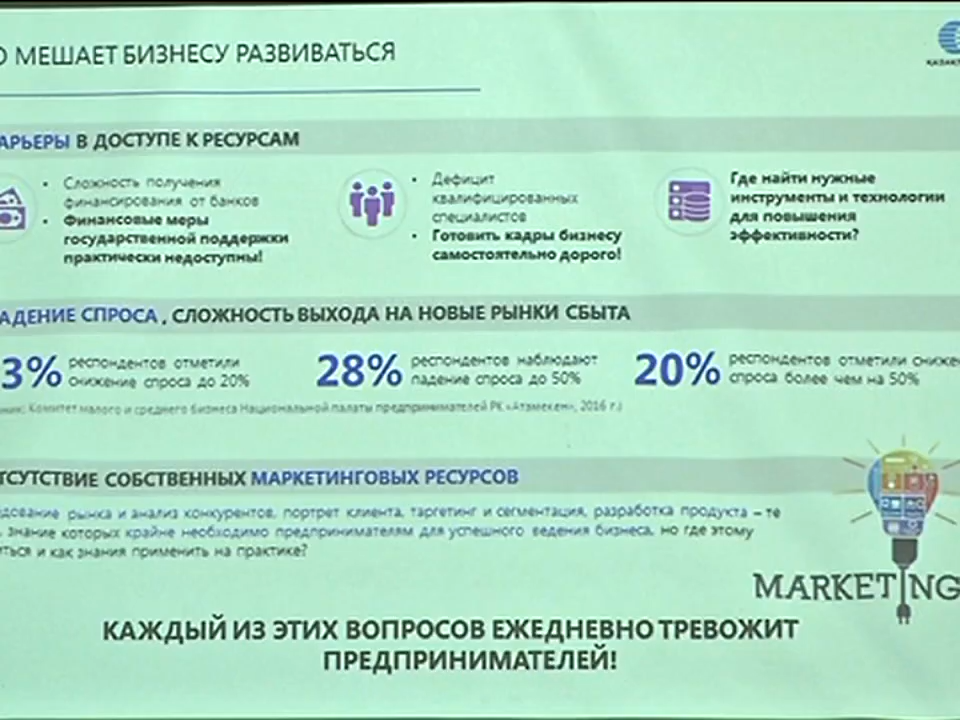 О МЕШАЕТ БИЗНЕСУ РАЗВИВАТЬСЯ
АРЬЕРЫ В ДОСТУПЕ К РЕСУРСАМ
• Сложность получения
финансирования от банков
• Финансовые меры
государственной поддержки
практически недоступны!
• Дефицит
квалифицированных
специалистов
• Готовить кадры бизнесу
самостоятельно дорого!
Где найти нужные
инструменты и технологии
для повышения
эффективности?
АДЕНИЕ СПРОСА, СЛОЖНОСТЬ ВЫХОДА НА НОВЫЕ РЫНКИ СБЫТА
3% респондентов отметили
снижение спроса до 20%
28% респондентов наблюдают
падение спроса до 50%
20% респондентов отметили сниже
спроса более чем на 50%
ник: Комитет малого и среднего бизнеса Национальной палаты предпринимателей РК «Атамекен», 2016 г.)
ТСУТСТВИЕ СОБСТВЕННЫХ МАРКЕТИНГОВЫХ РЕСУРСОВ
дование рынка и анализ конкурентов, портрет клиента, таргетинг и сегментация, разработка продукта – те
знание которых крайне необходимо предпринимателям для успешного ведения бизнеса, но где этому
ться и как знания применить на практике?
MARKETING
КАЖДЫЙ ИЗ ЭТИХ ВОПРОСОВ ЕЖЕДНЕВНО ТРЕВОЖИТ
ПРЕДПРИНИМАТЕЛЕЙ!